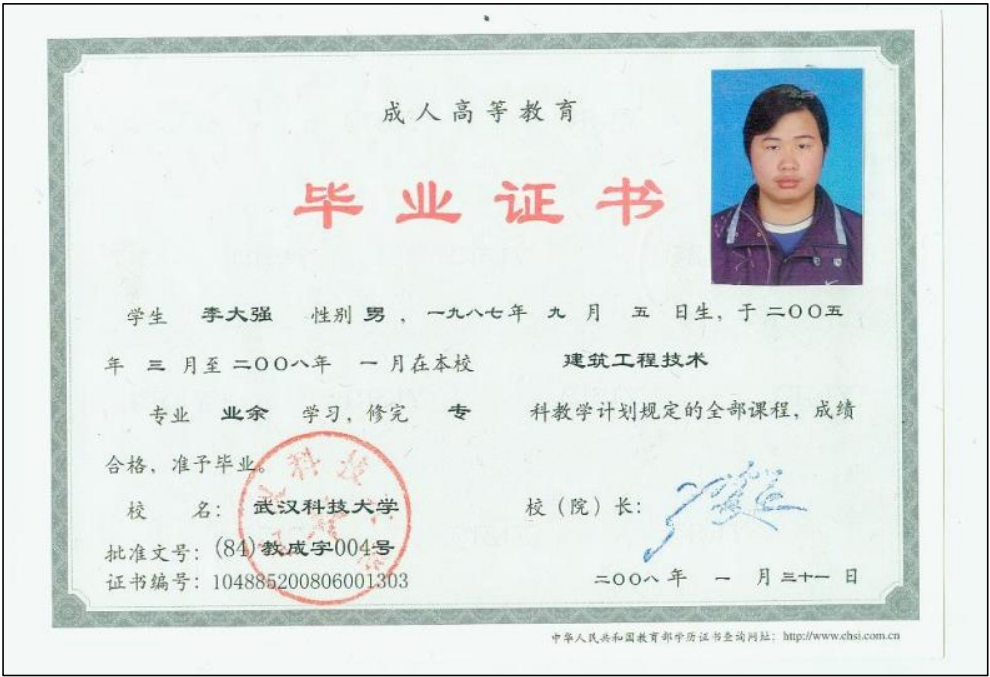 成人高等教育
毕业证书
学生 李大强 性别 男 ，一九八七年 九 月 五 日生，于 二〇〇五
年 三 月至 二〇〇八年 一 月在本校 建筑工程技术
专业 业余 学习，修完 专 科教学计划规定的全部课程，成绩
合格，准予毕业。
校 名：武汉科技大学
校（院）长：
批准文号：(84)教成字004号
证书编号：104885200806001303
二〇〇八 年 一 月 三十一 日
中华人民共和国教育部学历证书查询网址：http://www.chsi.com.cn